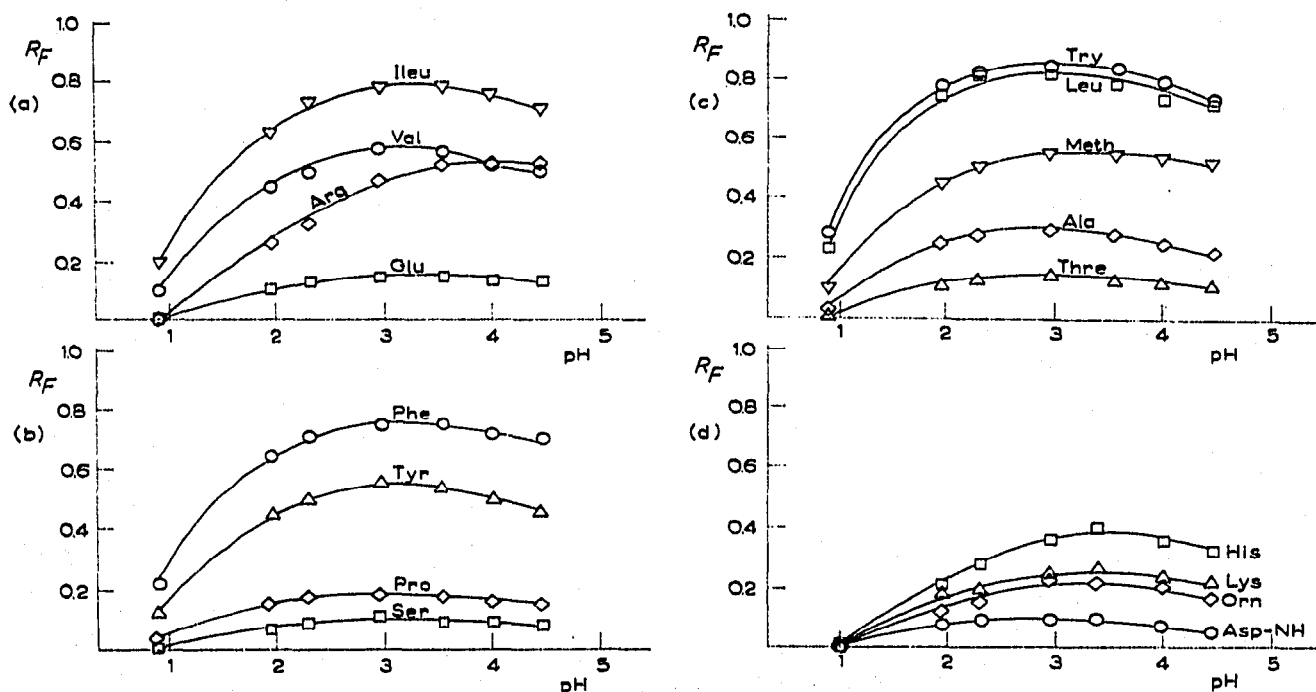 (a)
R_F
1.0
0.8
0.6
0.4
0.2
Ileu
Val
Arg
Glu
1
2
3
4
5
pH
(b)
R_F
1.0
0.8
0.6
0.4
0.2
Phe
Tyr
Pro
Ser
1
2
3
4
5
pH
(c)
R_F
1.0
0.8
0.6
0.4
0.2
Try
Leu
Meth
Ala
Thre
1
2
3
4
5
pH
(d)
R_F
1.0
0.8
0.6
0.4
0.2
His
Lys
Orn
Asp-NH
1
2
3
4
5
pH